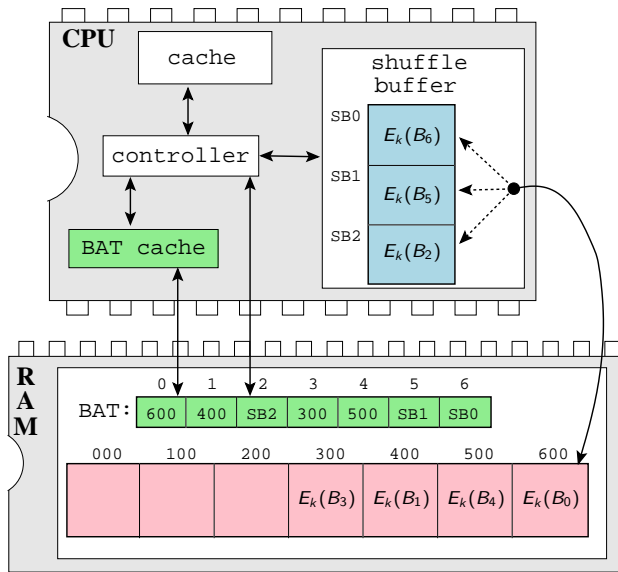 CPU
cache
shuffle
buffer
SB0
E_k(B_6)
controller
SB1
E_k(B_5)
SB2
E_k(B_2)
BAT cache
RAM
0 1 2 3 4 5 6
BAT: 600 400 SB2 300 500 SB1 SB0
000 100 200 300 400 500 600
E_k(B_3) E_k(B_1) E_k(B_4) E_k(B_0)